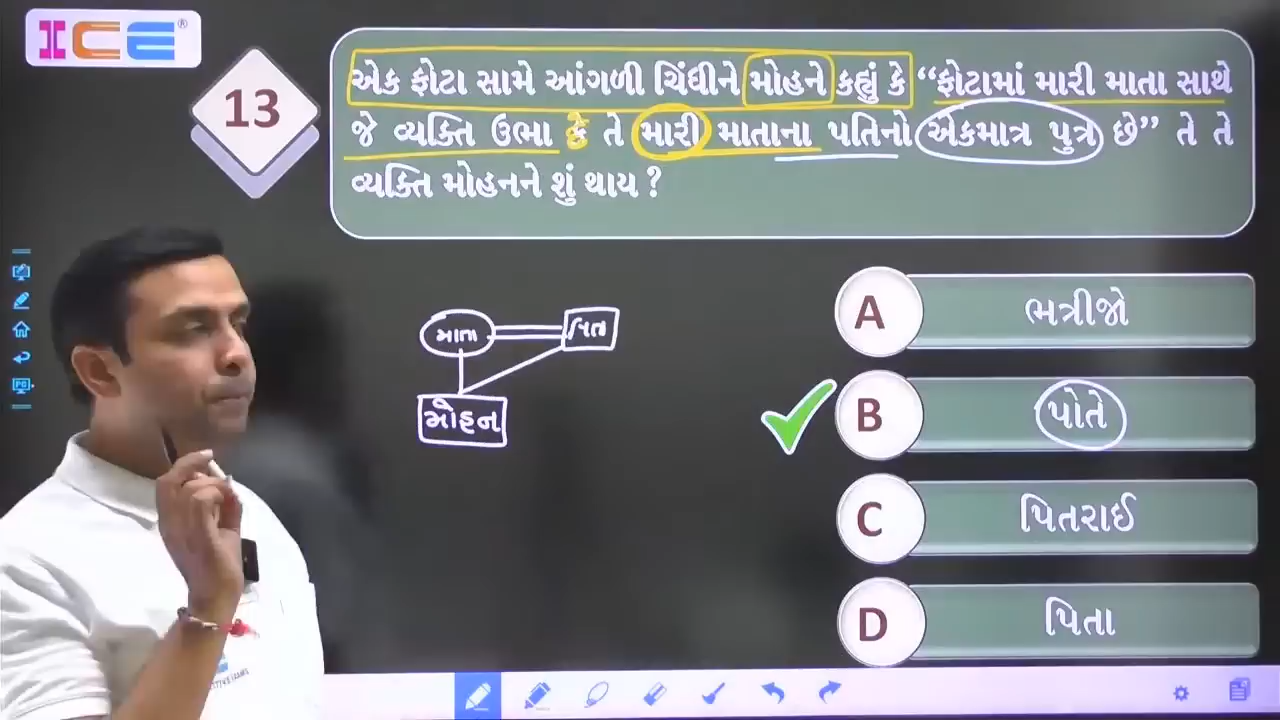 ICE®
13
એક ફોટા સામે આંગળી ચિંધીને મોહને કહ્યું કે “ફોટામાં મારી માતા સાથે
જે વ્યક્તિ ઉભા કે તે મારી માતાના પતિનો એકમાત્ર પુત્ર છે” તે તે
વ્યક્તિ મોહનને શું થાય ?
માતા
પિતા
મોહન
A
ભત્રીજો
B
પોતે
C
પિતરાઈ
D
પિતા